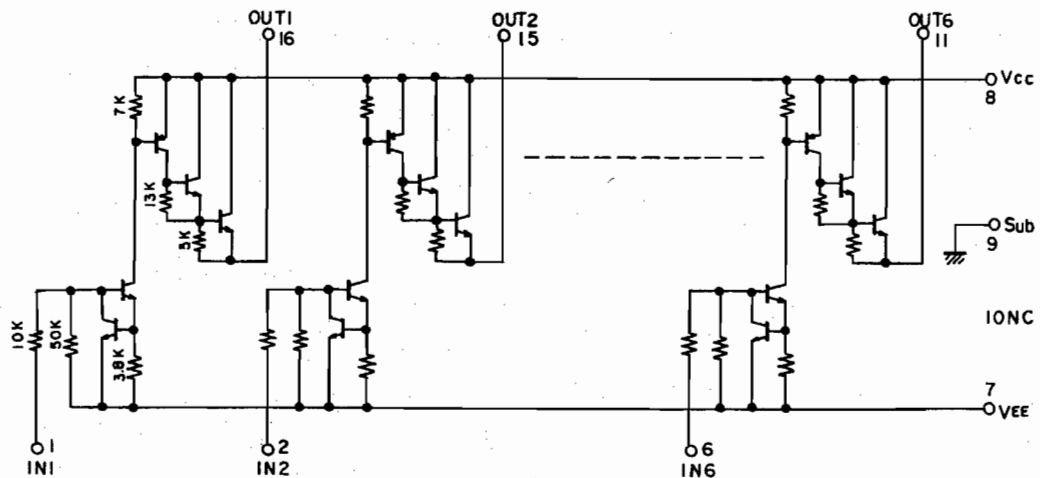 OUT1
16
OUT2
15
OUT6
11
Vcc
8
7K
13K
5K
Sub
9
10K
50K
3.8K
10NC
7
VEE
1
IN1
2
IN2
6
IN6